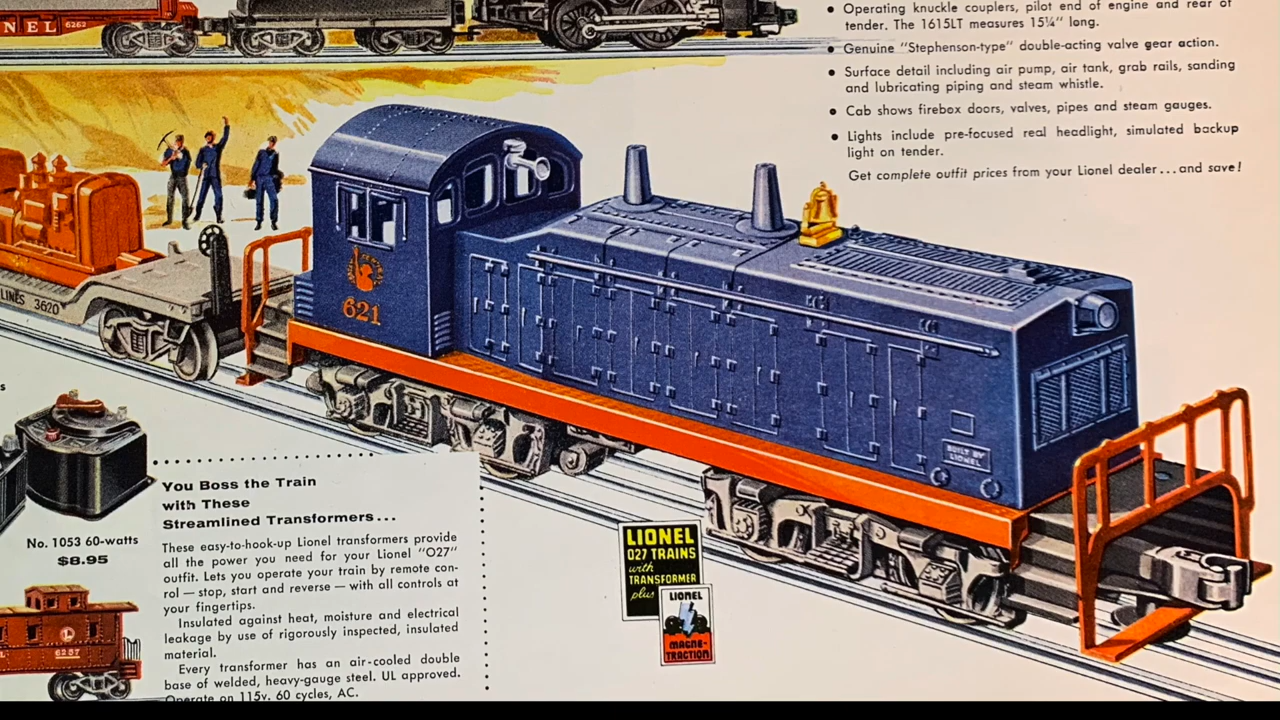 NEL 6262
• Operating knuckle couplers, pilot end of engine and rear of
tender. The 1615LT measures 15¼" long.
• Genuine "Stephenson-type" double-acting valve gear action.
• Surface detail including air pump, air tank, grab rails, sanding
and lubricating piping and steam whistle.
• Cab shows firebox doors, valves, pipes and steam gauges.
• Lights include pre-focused real headlight, simulated backup
light on tender.
Get complete outfit prices from your Lionel dealer...and save!
LINES 3620
621
BUILT BY
LIONEL
No. 1053 60-watts
$8.95
6257
You Boss the Train
with These
Streamlined Transformers...
These easy-to-hook-up Lionel transformers provide
all the power you need for your Lionel "O27"
outfit. Lets you operate your train by remote con-
rol — stop, start and reverse — with all controls at
your fingertips.
Insulated against heat, moisture and electrical
leakage by use of rigorously inspected, insulated
material.
Every transformer has an air-cooled double
base of welded, heavy-gauge steel. UL approved.
Operate on 115v. 60 cycles, AC.
LIONEL
027 TRAINS
with
TRANSFORMER
plus
LIONEL
MAGNE-
TRACTION